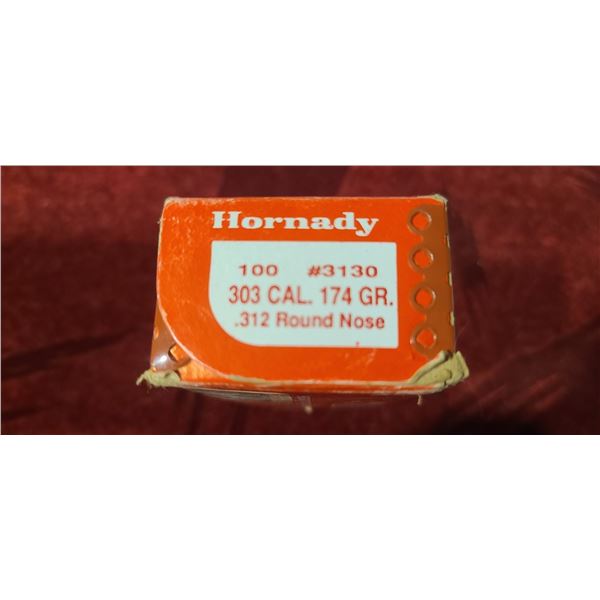 Hornady
100 #3130
303 CAL. 174 GR.
.312 Round Nose